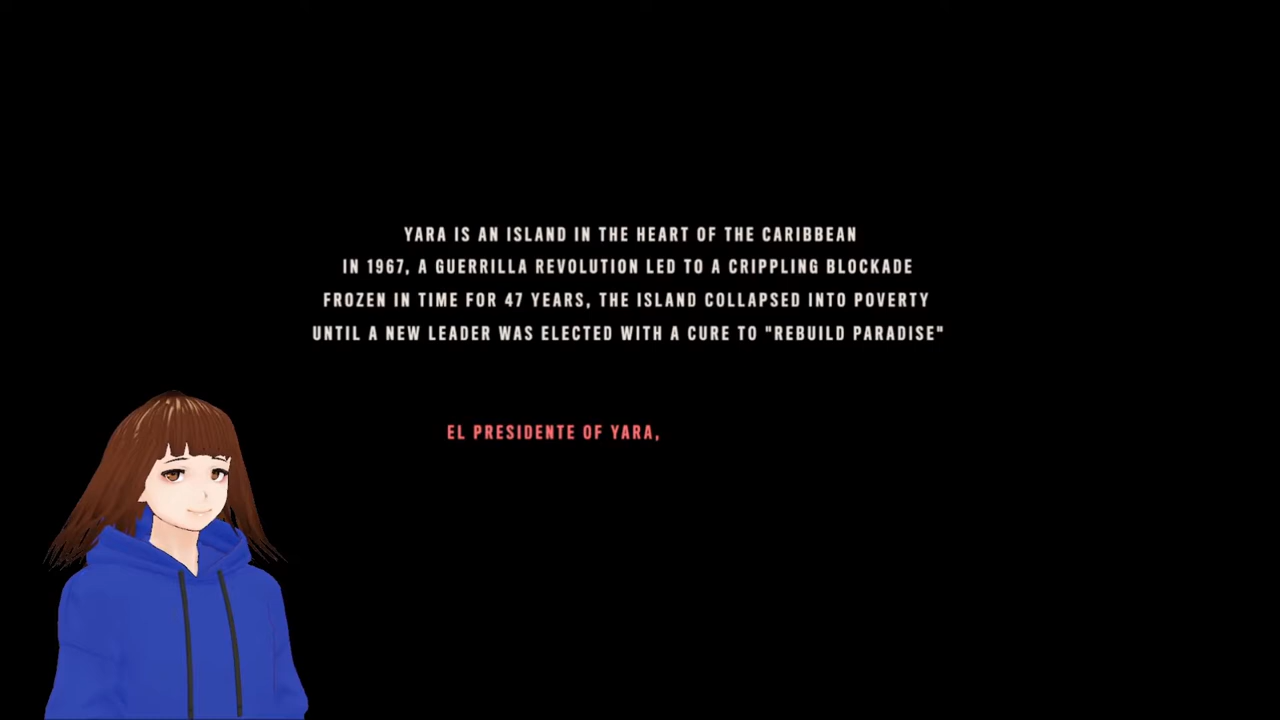 YARA IS AN ISLAND IN THE HEART OF THE CARIBBEAN
IN 1967, A GUERRILLA REVOLUTION LED TO A CRIPPLING BLOCKADE
FROZEN IN TIME FOR 47 YEARS, THE ISLAND COLLAPSED INTO POVERTY
UNTIL A NEW LEADER WAS ELECTED WITH A CURE TO "REBUILD PARADISE"
EL PRESIDENTE OF YARA,